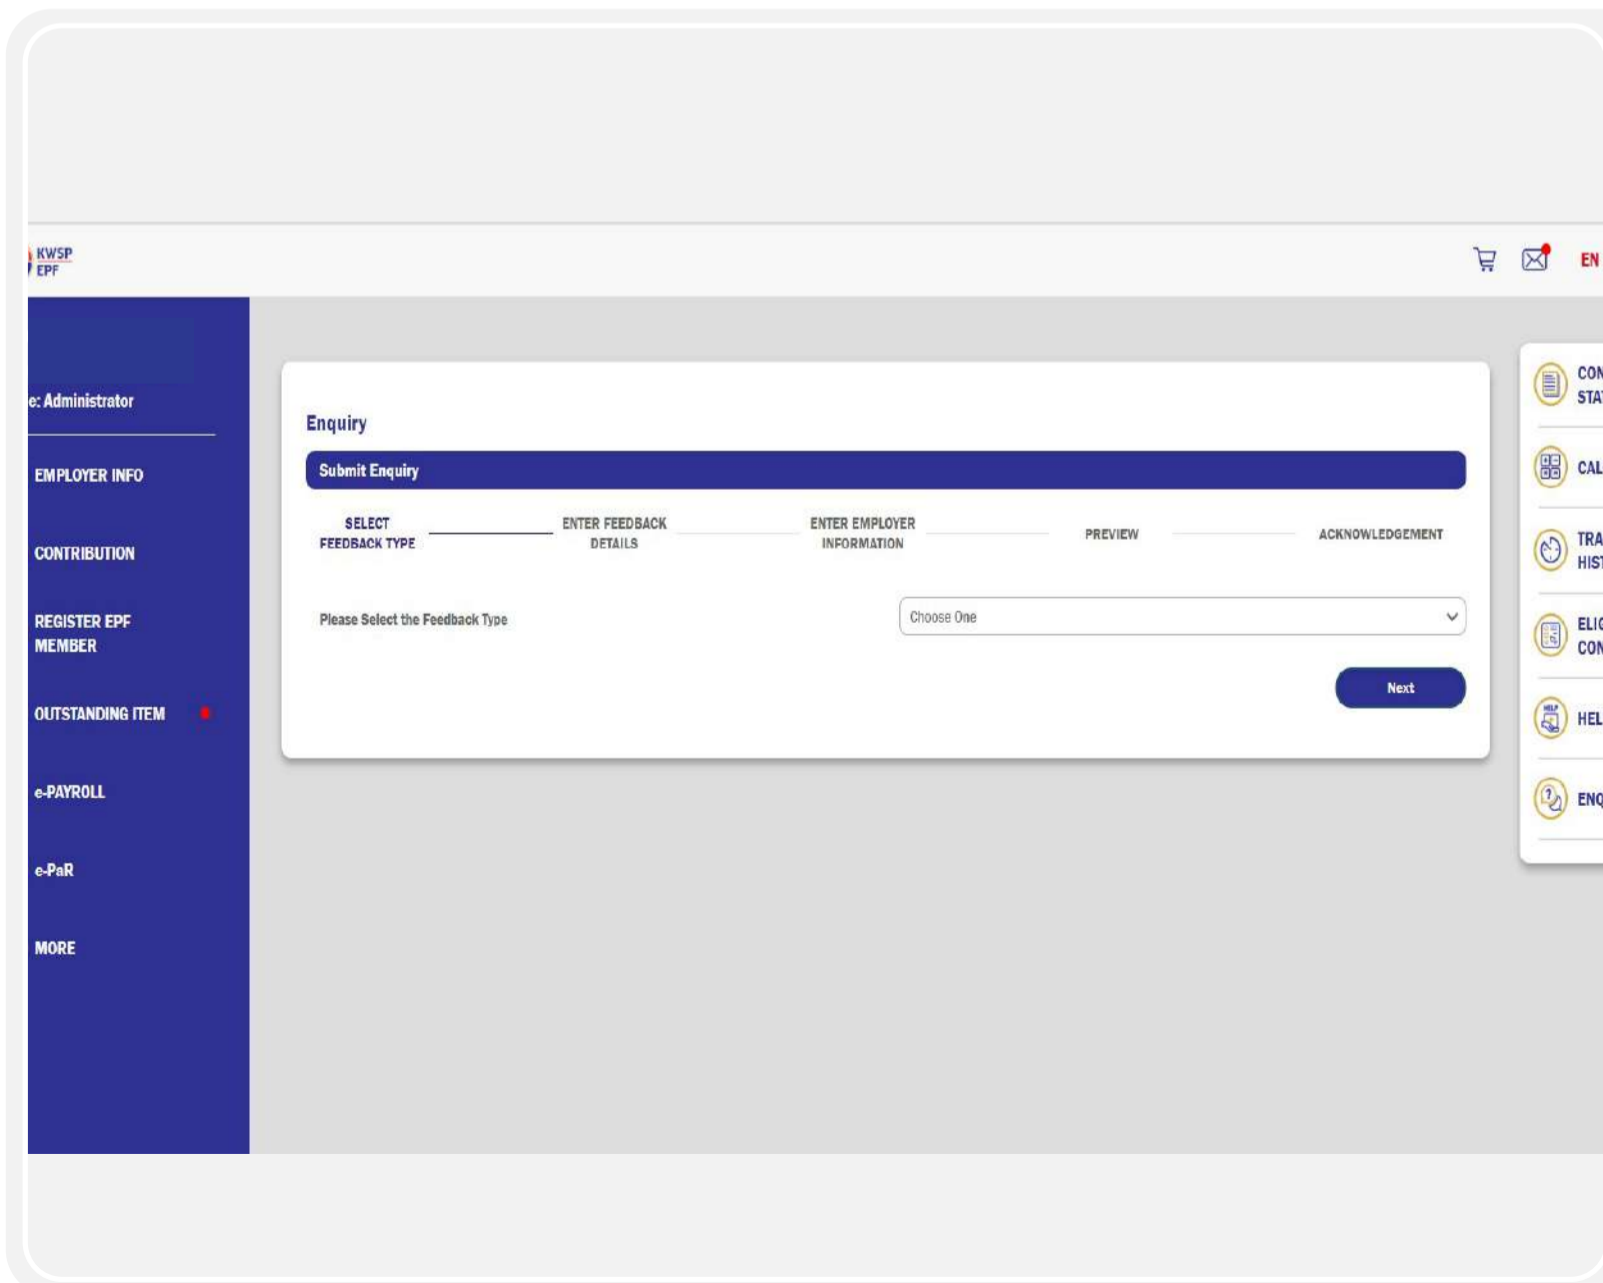 KWSP
EPF
EN
e: Administrator
EMPLOYER INFO
CONTRIBUTION
REGISTER EPF
MEMBER
OUTSTANDING ITEM
e-PAYROLL
e-PaR
MORE
Enquiry
Submit Enquiry
SELECT
FEEDBACK TYPE
ENTER FEEDBACK
DETAILS
ENTER EMPLOYER
INFORMATION
PREVIEW
ACKNOWLEDGEMENT
Please Select the Feedback Type
Choose One
Next
CON
STAT
CAL
TRA
HIST
ELIG
CON
HELP
HEL
ENQ